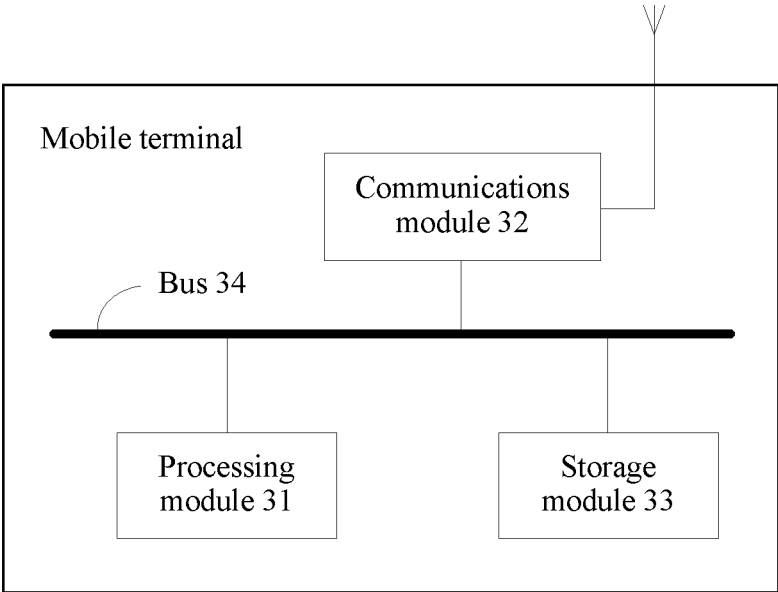 Mobile terminal
Communications
module 32
Bus 34
Processing
module 31
Storage
module 33